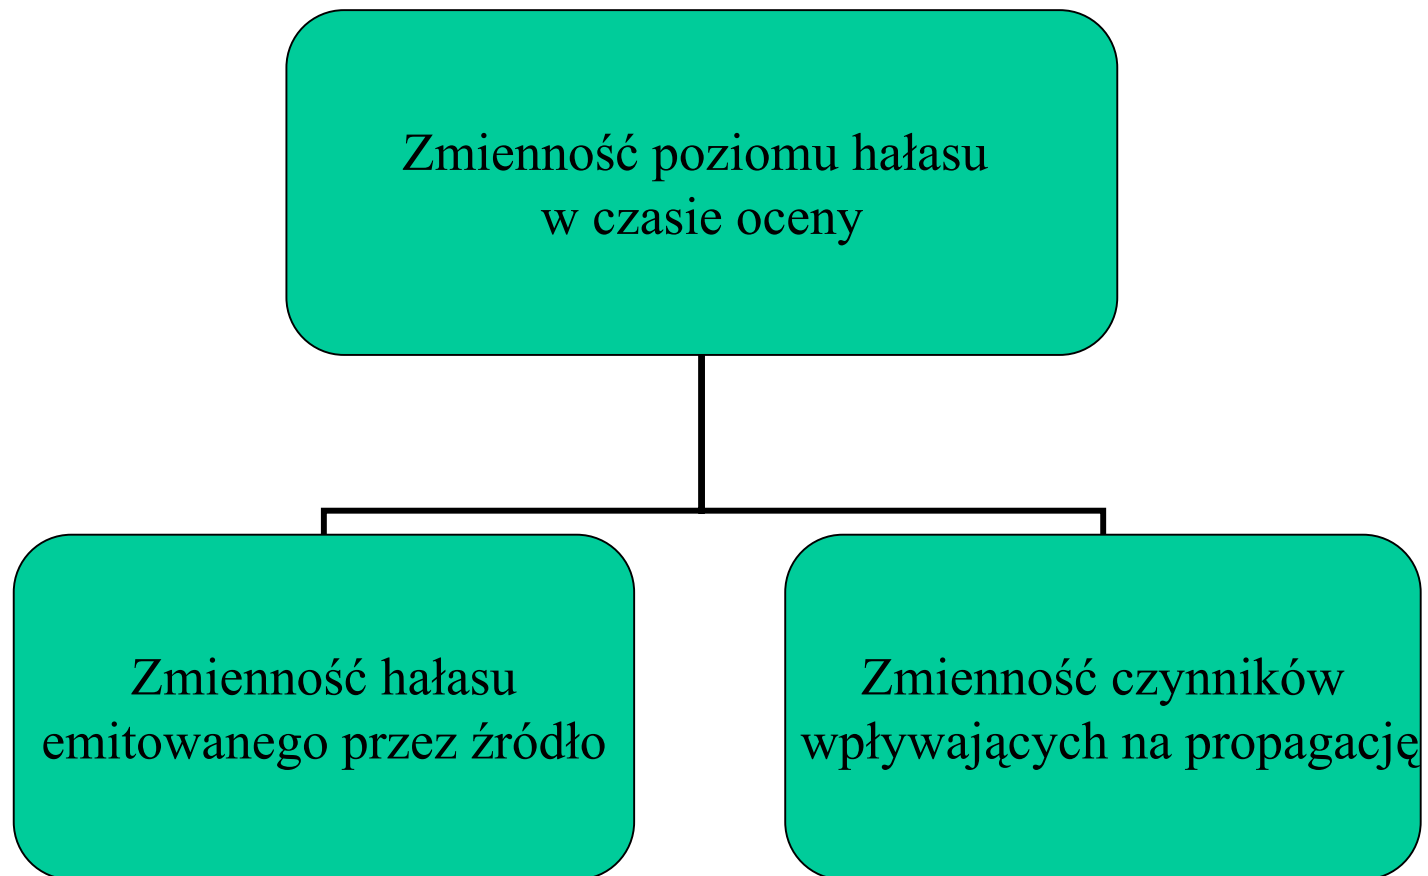 Zmienność poziomu hałasu
w czasie oceny
Zmienność hałasu
emitowanego przez źródło
Zmienność czynników
wpływających na propagację